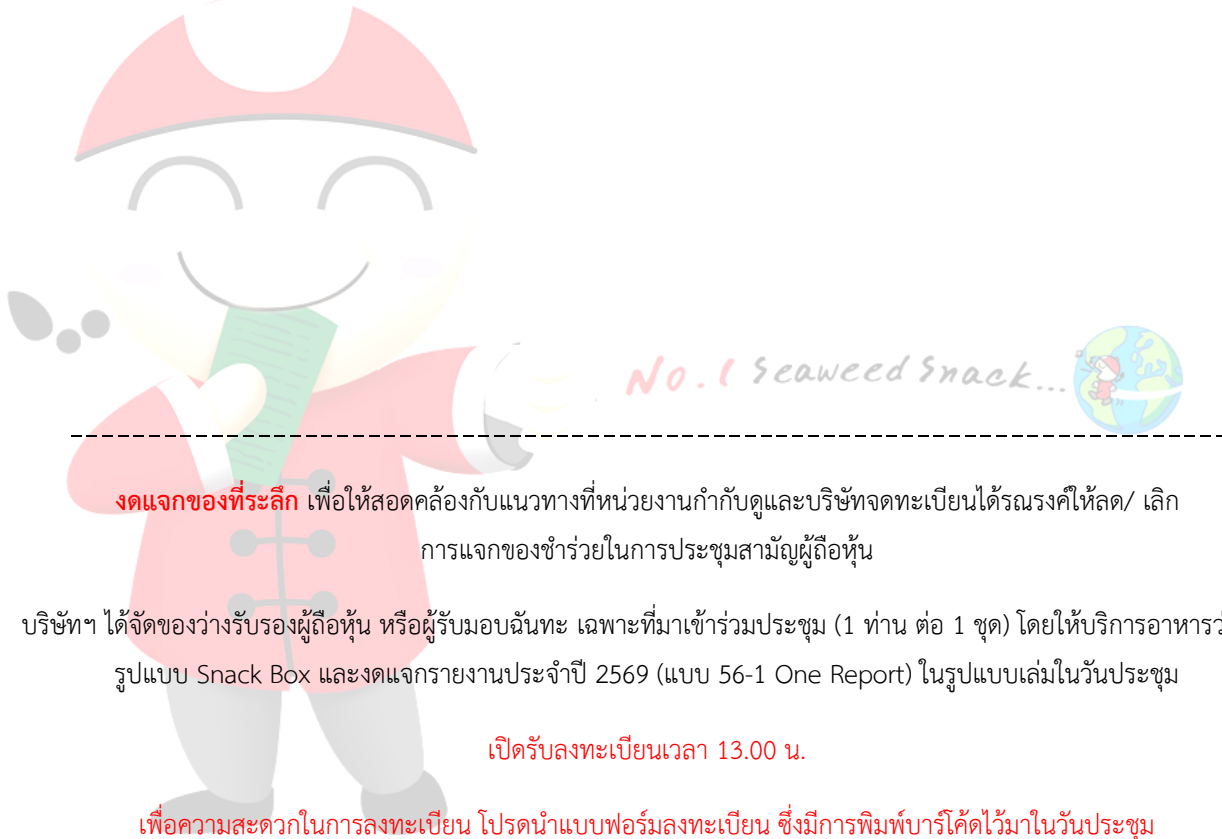 No.1 Seaweed Snack...
งดแจกของที่ระลึก เพื่อให้สอดคล้องกับแนวทางที่หน่วยงานกำกับดูและบริษัทจดทะเบียนได้รณรงค์ให้ลด/ เลิก
การแจกของชำร่วยในการประชุมสามัญผู้ถือหุ้น
บริษัทฯ ได้จัดของว่างรับรองผู้ถือหุ้น หรือผู้รับมอบฉันทะ เฉพาะที่มาเข้าร่วมประชุม (1 ท่าน ต่อ 1 ชุด) โดยให้บริการอาหารว่
รูปแบบ Snack Box และงดแจกรายงานประจำปี 2569 (แบบ 56-1 One Report) ในรูปแบบเล่มในวันประชุม
เปิดรับลงทะเบียนเวลา 13.00 น.
เพื่อความสะดวกในการลงทะเบียน โปรดนำแบบฟอร์มลงทะเบียน ซึ่งมีการพิมพ์บาร์โค้ดไว้มาในวันประชุม